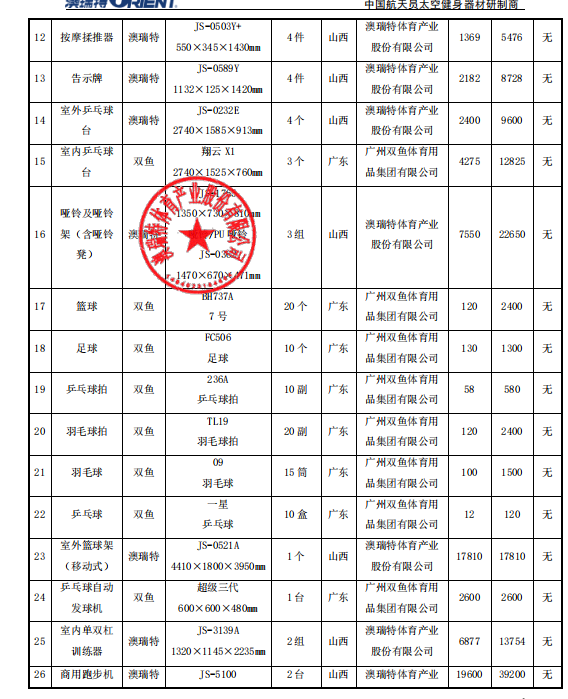 澳瑞特 ORIENT 中国航天员太空健身器材研制商
12 按摩揉推器 澳瑞特 JS-0503Y+ 550×345×1430mm 4件 山西 澳瑞特体育产业股份有限公司 1369 5476 无
13 告示牌 澳瑞特 JS-0589Y 1132×125×1420mm 4件 山西 澳瑞特体育产业股份有限公司 2182 8728 无
14 室外乒乓球台 澳瑞特 JS-0232E 2740×1585×913mm 4个 山西 澳瑞特体育产业股份有限公司 2400 9600 无
15 室内乒乓球台 双鱼 翔云 X1 2740×1525×760mm 3个 广东 广州双鱼体育用品集团有限公司 4275 12825 无
16 哑铃及哑铃架（含哑铃凳） 澳瑞特 1350×730×810mm PU 哑铃 1470×670×471mm 3组 山西 澳瑞特体育产业股份有限公司 7550 22650 无
17 篮球 双鱼 BH737A 7号 20个 广东 广州双鱼体育用品集团有限公司 120 2400 无
18 足球 双鱼 FC506 足球 10个 广东 广州双鱼体育用品集团有限公司 130 1300 无
19 乒乓球拍 双鱼 236A 乒乓球拍 10副 广东 广州双鱼体育用品集团有限公司 58 580 无
20 羽毛球拍 双鱼 TL19 羽毛球拍 20副 广东 广州双鱼体育用品集团有限公司 120 2400 无
21 羽毛球 双鱼 09 羽毛球 15筒 广东 广州双鱼体育用品集团有限公司 100 1500 无
22 乒乓球 双鱼 一星 乒乓球 10盒 广东 广州双鱼体育用品集团有限公司 12 120 无
23 室外篮球架（移动式） 澳瑞特 JS-0521A 4410×1800×3950mm 1个 山西 澳瑞特体育产业股份有限公司 17810 17810 无
24 乒乓球自动发球机 双鱼 超级三代 600×600×480mm 1台 广东 广州双鱼体育用品集团有限公司 2600 2600 无
25 室内单双杠训练器 澳瑞特 JS-3139A 1320×1145×2235mm 2组 山西 澳瑞特体育产业股份有限公司 6877 13754 无
26 商用跑步机 澳瑞特 JS-5100 2台 山西 澳瑞特体育产业 19600 39200 无